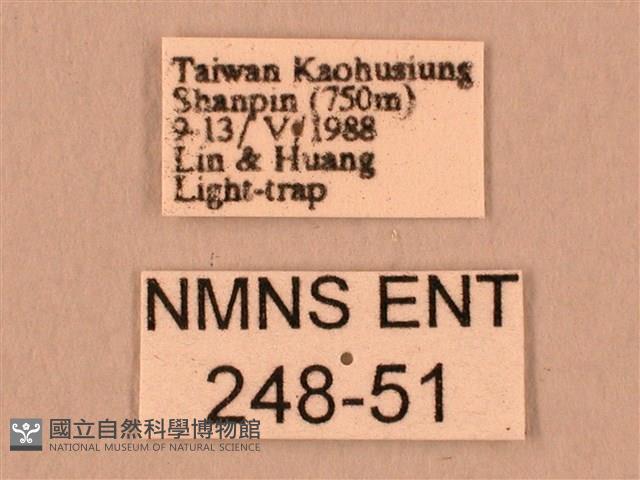 Taiwan Kaohusiung
Shanpin (750m)
9-13/ V/ 1988
Lin & Huang
Light-trap
NMNS ENT
248-51
國立自然科學博物館
NATIONAL MUSEUM OF NATURAL SCIENCE